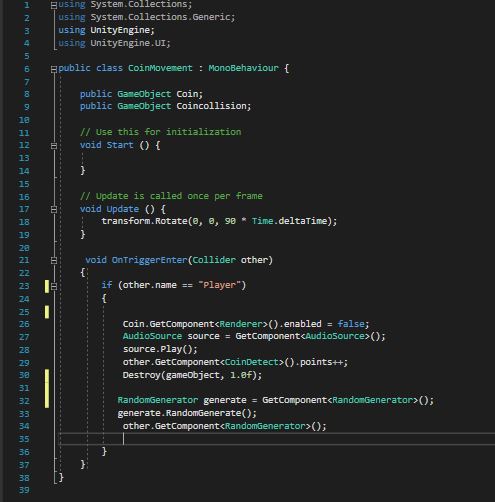 1 using System.Collections;
2 using System.Collections.Generic;
3 using UnityEngine;
4 using UnityEngine.UI;
5
6 public class CoinMovement : MonoBehaviour {
7
8 public GameObject Coin;
9 public GameObject Coincollision;
10
11 // Use this for initialization
12 void Start () {
13
14 }
15
16 // Update is called once per frame
17 void Update () {
18 transform.Rotate(0, 0, 90 * Time.deltaTime);
19 }
20
21 void OnTriggerEnter(Collider other)
22 {
23 if (other.name == "Player")
24 {
25
26 Coin.GetComponent<Renderer>().enabled = false;
27 AudioSource source = GetComponent<AudioSource>();
28 source.Play();
29 other.GetComponent<CoinDetect>().points++;
30 Destroy(gameObject, 1.0f);
31
32 RandomGenerator generate = GetComponent<RandomGenerator>();
33 generate.RandomGenerate();
34 other.GetComponent<RandomGenerator>();
35
36 }
37 }
38 }
39